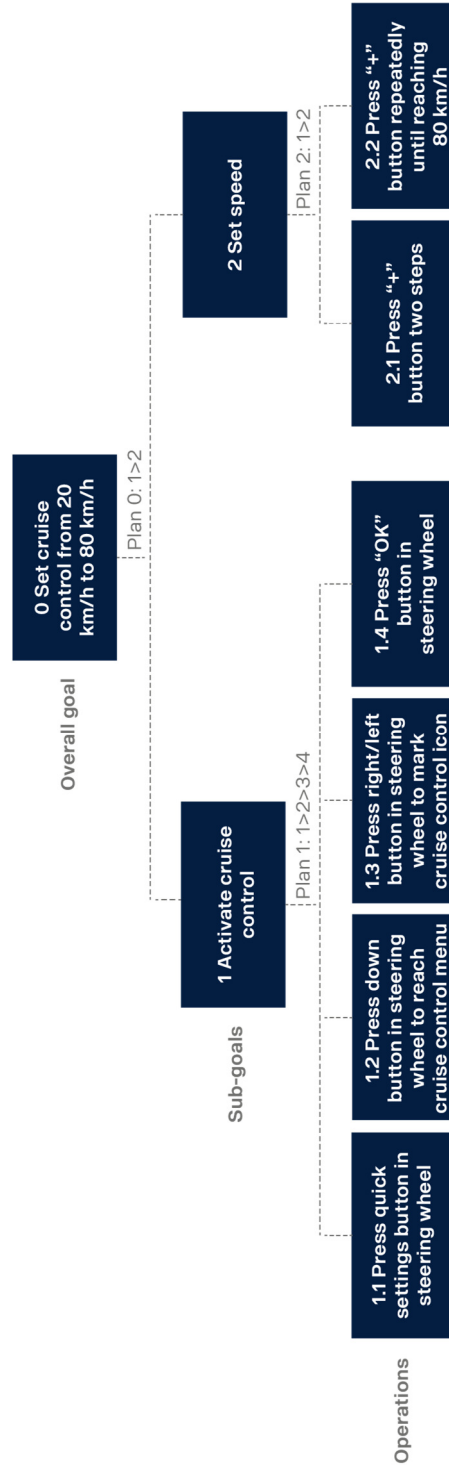 Overall goal
0 Set cruise
control from 20
km/h to 80 km/h
Plan 0: 1>2
Sub-goals
1 Activate cruise
control
2 Set speed
Plan 1: 1>2>3>4
Plan 2: 1>2
Operations
1.1 Press quick
settings button in
steering wheel
1.2 Press down
button in steering
wheel to reach
cruise control menu
1.3 Press right/left
button in steering
wheel to mark
cruise control icon
1.4 Press “OK”
button in
steering wheel
2.1 Press “+”
button two steps
2.2 Press “+”
button repeatedly
until reaching
80 km/h